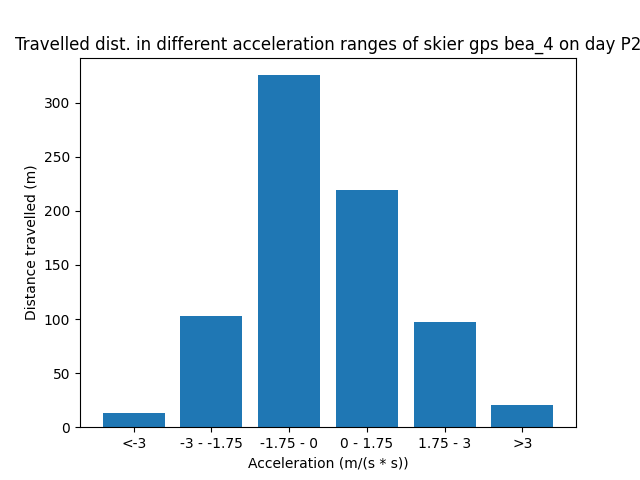 Travelled dist. in different acceleration ranges of skier gps bea_4 on day P2
Distance travelled (m)
300
250
200
150
100
50
0
<-3
-3 - -1.75
-1.75 - 0
0 - 1.75
1.75 - 3
>3
Acceleration (m/(s * s))